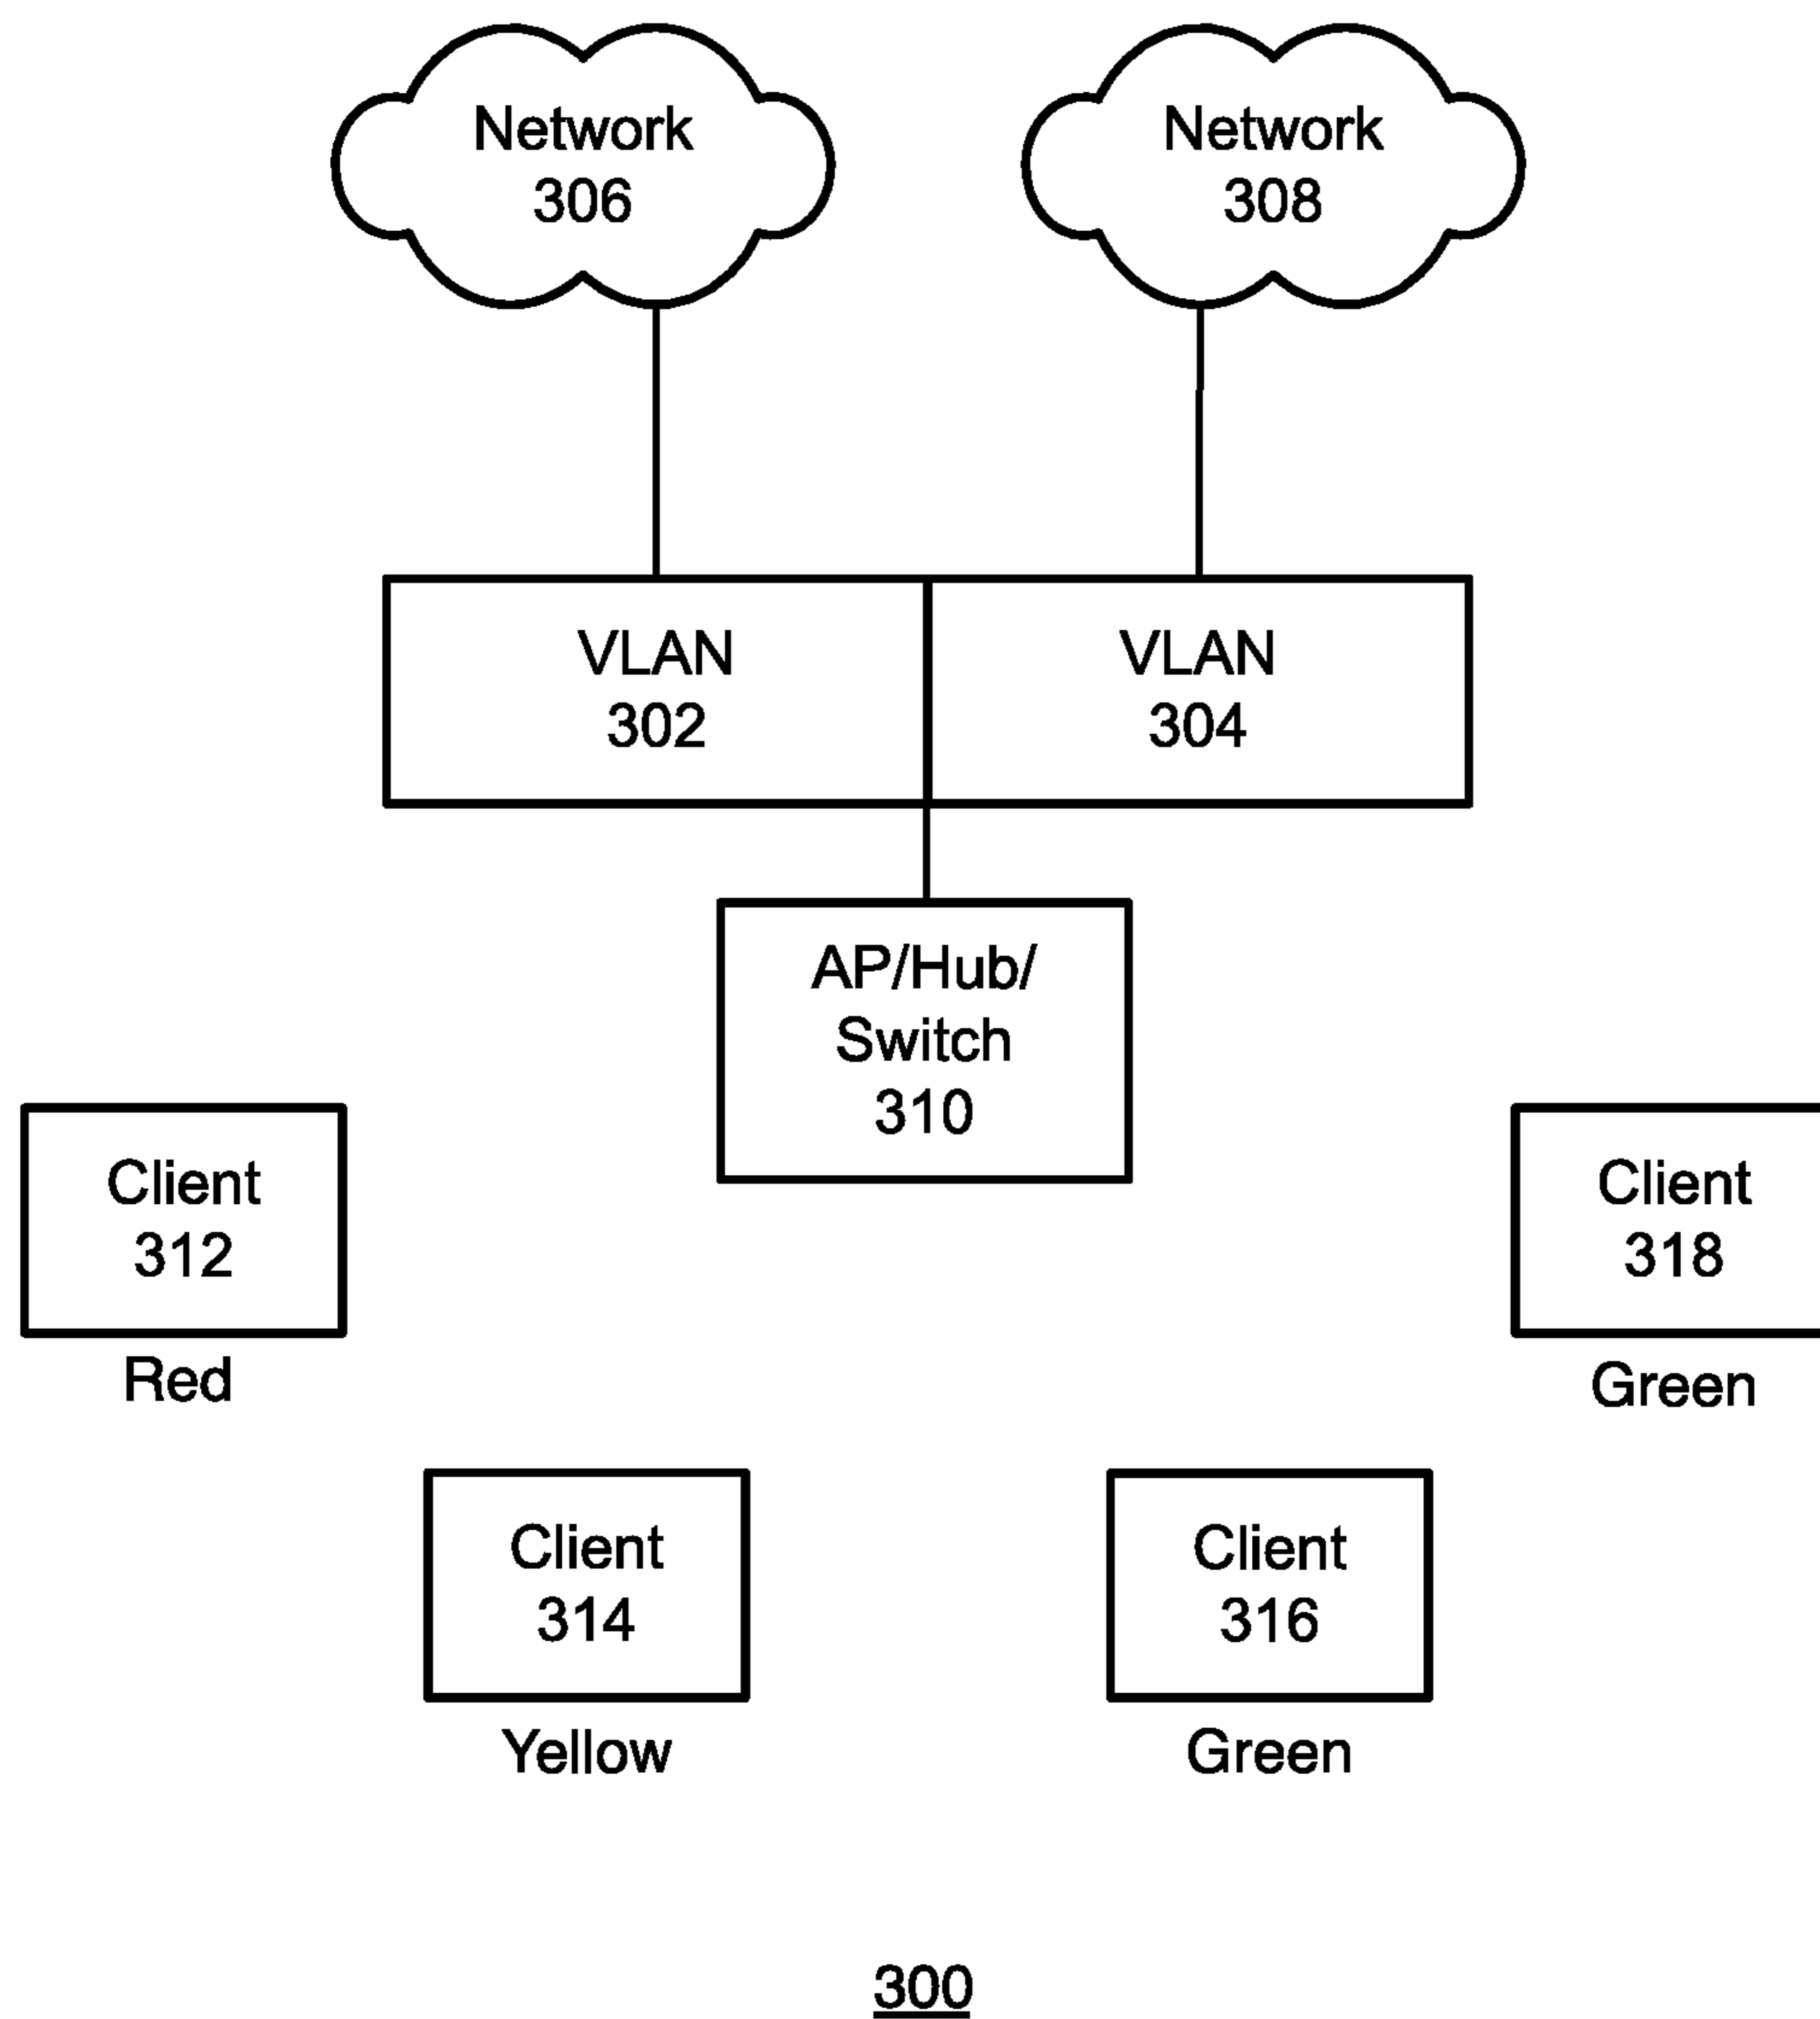 Network
306
Network
308
VLAN
302
VLAN
304
AP/Hub/
Switch
310
Client
312
Red
Client
318
Green
Client
314
Yellow
Client
316
Green
300